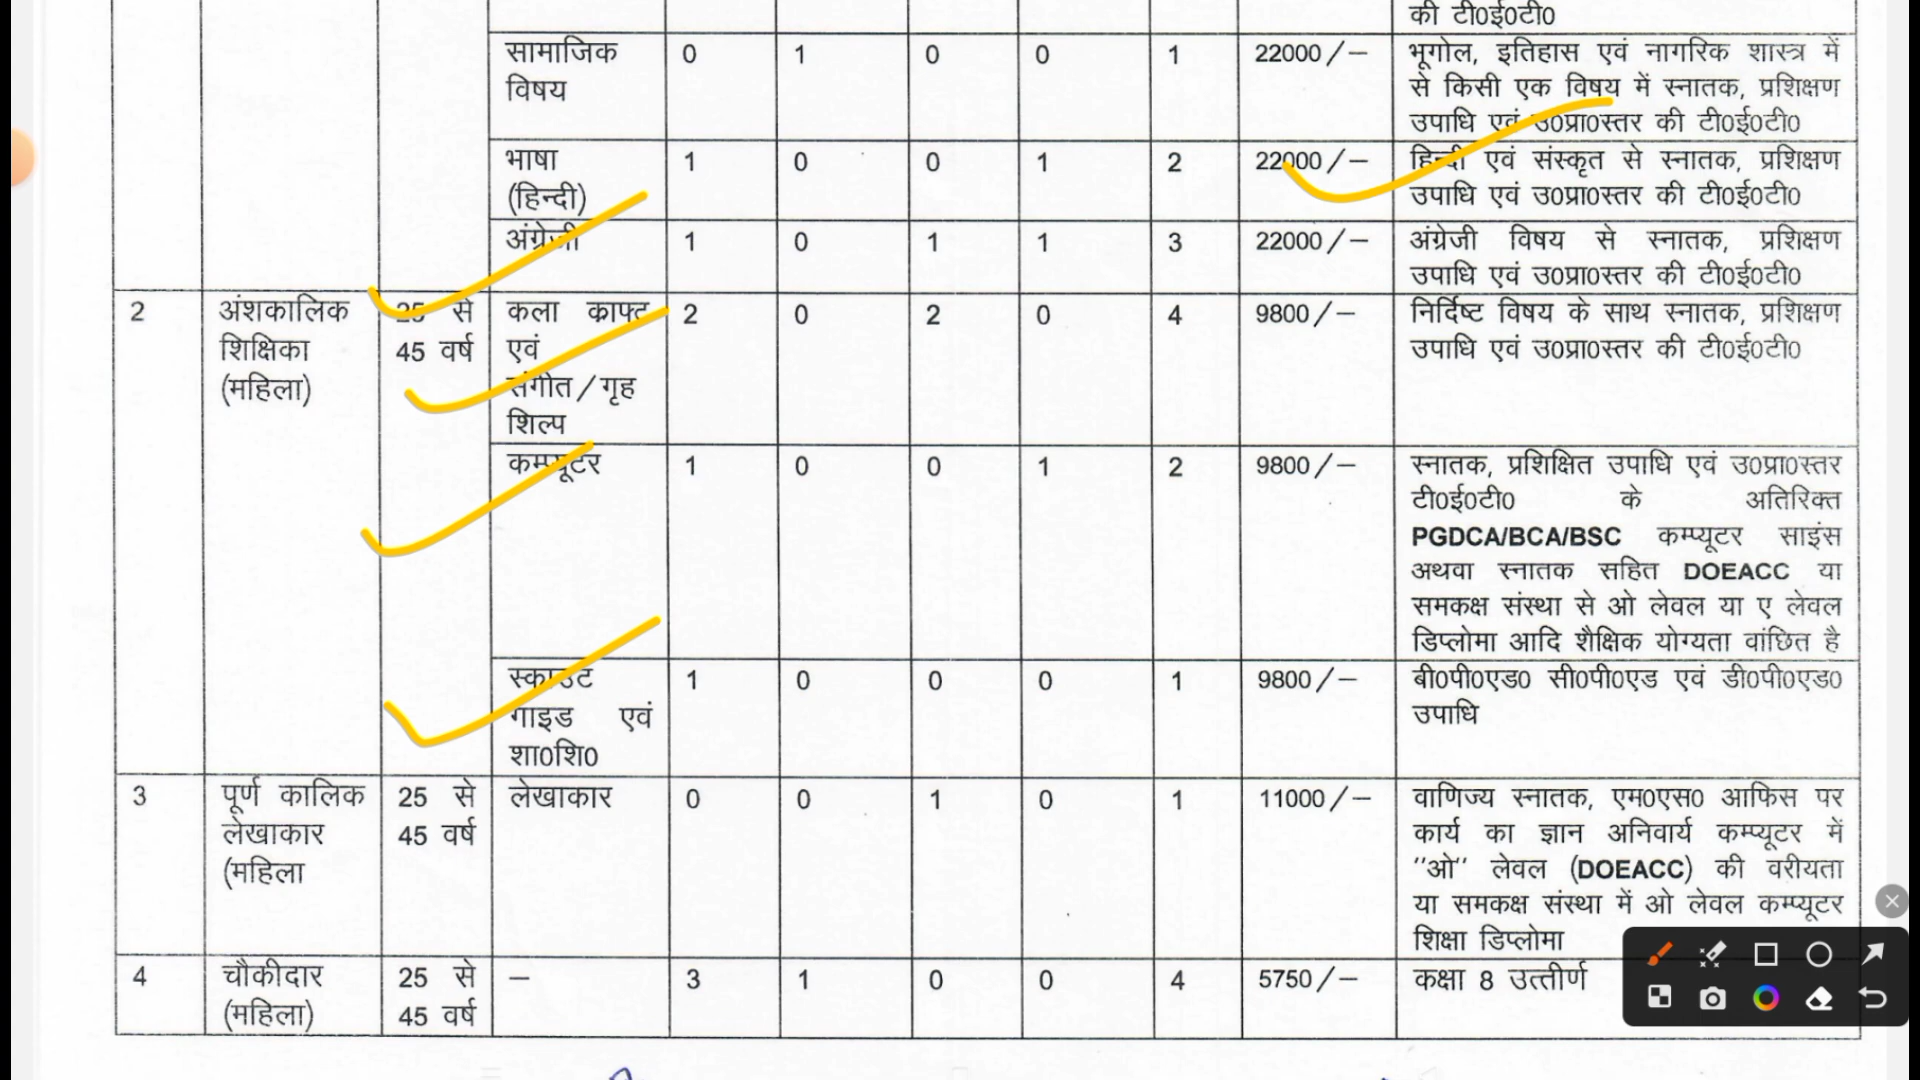 की टी0ई0टी0
सामाजिक विषय 0 1 0 0 1 22000/- भूगोल, इतिहास एवं नागरिक शास्त्र में
से किसी एक विषय में स्नातक, प्रशिक्षण
उपाधि एवं उ0प्रा0स्तर की टी0ई0टी0
भाषा (हिन्दी) 1 0 0 1 2 22000/- हिन्दी एवं संस्कृत से स्नातक, प्रशिक्षण
उपाधि एवं उ0प्रा0स्तर की टी0ई0टी0
अंग्रेजी 1 0 1 1 3 22000/- अंग्रेजी विषय से स्नातक, प्रशिक्षण
उपाधि एवं उ0प्रा0स्तर की टी0ई0टी0
2 अंशकालिक शिक्षिका (महिला) 25 से 45 वर्ष कला क्राफ्ट एवं संगीत/गृह शिल्प 2 0 2 0 4 9800/- निर्दिष्ट विषय के साथ स्नातक, प्रशिक्षण
उपाधि एवं उ0प्रा0स्तर की टी0ई0टी0
कम्प्यूटर 1 0 0 1 2 9800/- स्नातक, प्रशिक्षित उपाधि एवं उ0प्रा0स्तर
टी0ई0टी0 के अतिरिक्त
PGDCA/BCA/BSC कम्प्यूटर साइंस
अथवा स्नातक सहित DOEACC या
समकक्ष संस्था से ओ लेवल या ए लेवल
डिप्लोमा आदि शैक्षिक योग्यता वांछित है
स्काउट गाइड एवं शा0शि0 1 0 0 0 1 9800/- बी0पी0एड0 सी0पी0एड एवं डी0पी0एड0
उपाधि
3 पूर्ण कालिक लेखाकार (महिला 25 से 45 वर्ष लेखाकार 0 0 1 0 1 11000/- वाणिज्य स्नातक, एम0एस0 आफिस पर
कार्य का ज्ञान अनिवार्य कम्प्यूटर में
''ओ'' लेवल (DOEACC) की वरीयता
या समकक्ष संस्था में ओ लेवल कम्प्यूटर
शिक्षा डिप्लोमा
4 चौकीदार (महिला) 25 से 45 वर्ष – 3 1 0 0 4 5750/- कक्षा 8 उत्तीर्ण